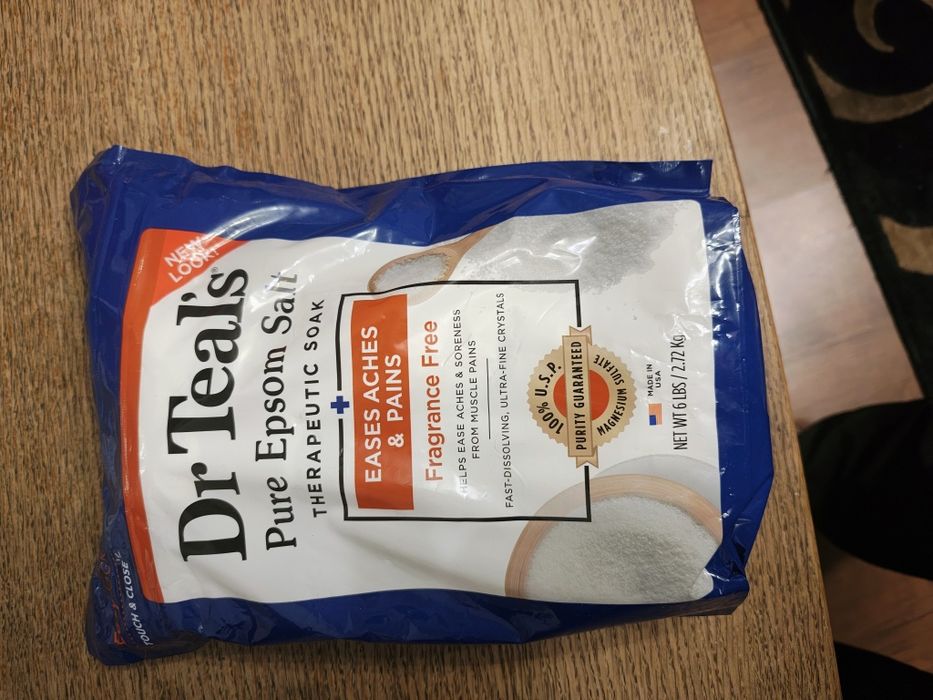 NEW
LOOK!
Dr Teal's®
Pure Epsom Salt
THERAPEUTIC SOAK
EASES ACHES
& PAINS
Fragrance Free
HELPS EASE ACHES & SORENESS
FROM MUSCLE PAINS
FAST-DISSOLVING, ULTRA-FINE CRYSTALS
100% U.S.P.
PURITY GUARANTEED
MAGNESIUM SULFATE
MADE IN
USA
NET WT 6 LBS / 2.72 Kg
TOUCH & CLOSE